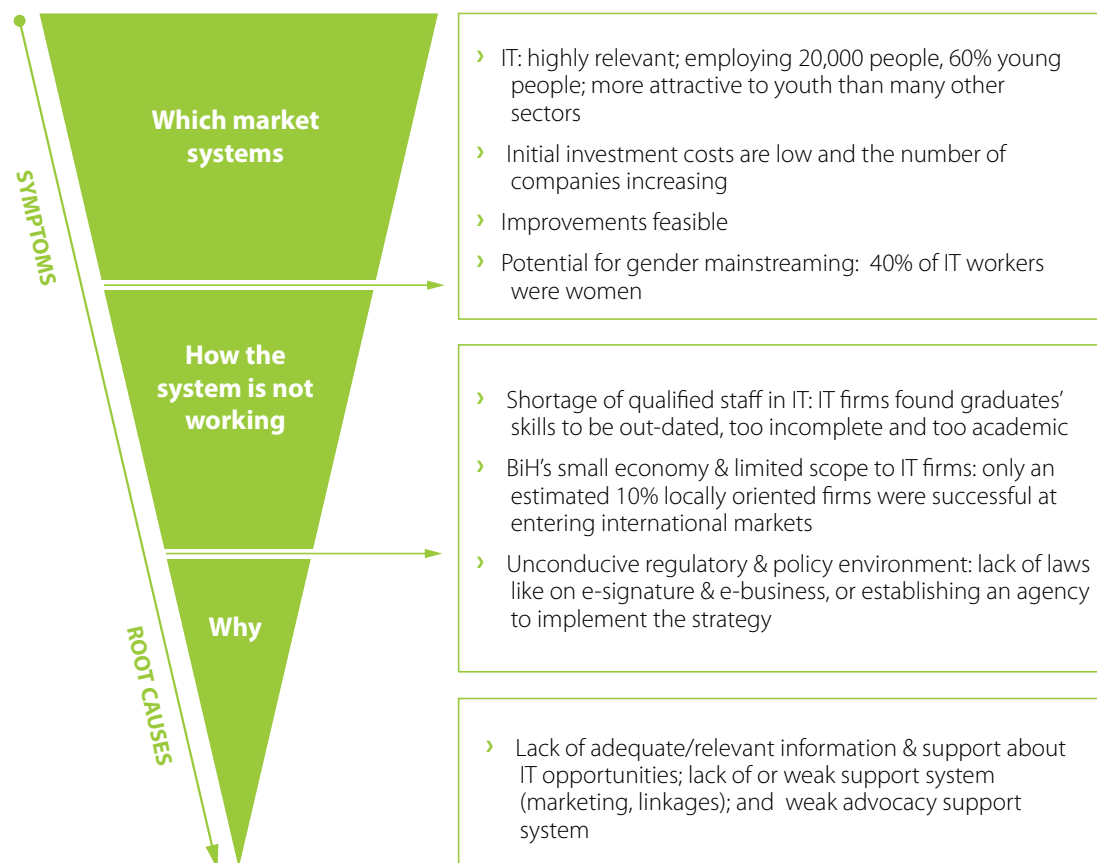 Which market
systems
› IT: highly relevant; employing 20,000 people, 60% young
people; more attractive to youth than many other
sectors
› Initial investment costs are low and the number of
companies increasing
› Improvements feasible
› Potential for gender mainstreaming: 40% of IT workers
were women
SYMPTOMS
How the
system is not
working
› Shortage of qualified staff in IT: IT firms found graduates’
skills to be out-dated, too incomplete and too academic
› BiH’s small economy & limited scope to IT firms: only an
estimated 10% locally oriented firms were successful at
entering international markets
› Unconducive regulatory & policy environment: lack of laws
like on e-signature & e-business, or establishing an agency
to implement the strategy
Why
ROOT CAUSES
› Lack of adequate/relevant information & support about
IT opportunities; lack of or weak support system
(marketing, linkages); and weak advocacy support
system